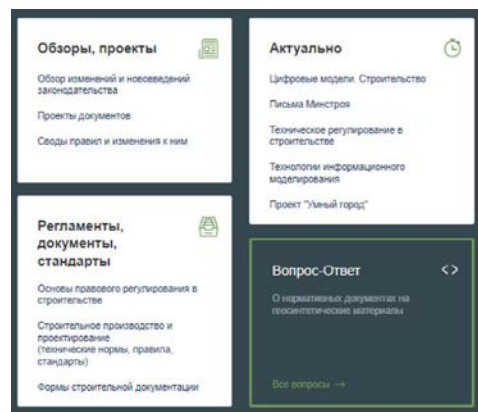 Обзоры, проекты
Обзор изменений и нововведений
законодательства
Проекты документов
Своды правил и изменения к ним
Регламенты,
документы,
стандарты
Основы правового регулирования в
строительстве
Строительное производство и
проектирование
(технические нормы, правила,
стандарты)
Формы строительной документации
Актуально
Цифровые модели. Строительство
Письма Минстроя
Техническое регулирование в
строительстве
Технологии информационного
моделирования
Проект "Умный город"
Вопрос-Ответ
О нормативных документах на
геосинтетические материалы
Все вопросы →